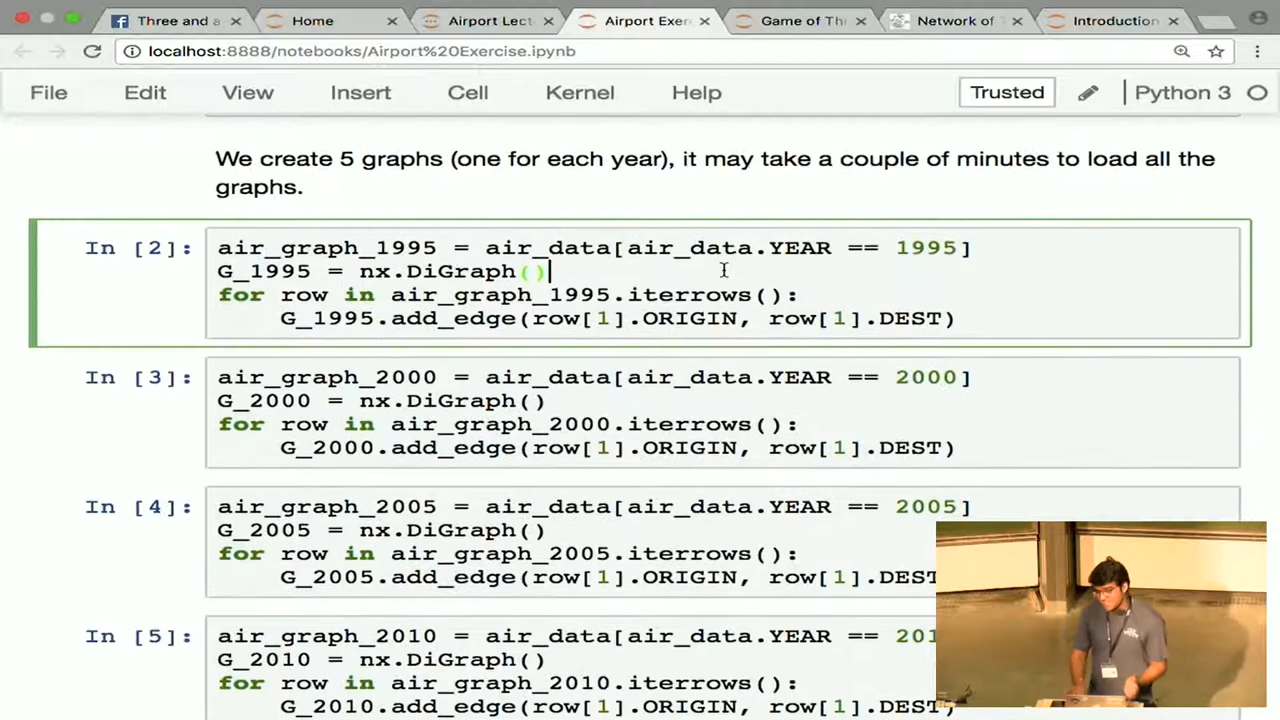 Three and a
Home
Airport Lect
Airport Exer
Game of Th
Network of
Introduction
localhost:8888/notebooks/Airport%20Exercise.ipynb
File Edit View Insert Cell Kernel Help Trusted Python 3
We create 5 graphs (one for each year), it may take a couple of minutes to load all the
graphs.
In [2]: air_graph_1995 = air_data[air_data.YEAR == 1995]
G_1995 = nx.DiGraph()
for row in air_graph_1995.iterrows():
G_1995.add_edge(row[1].ORIGIN, row[1].DEST)
In [3]: air_graph_2000 = air_data[air_data.YEAR == 2000]
G_2000 = nx.DiGraph()
for row in air_graph_2000.iterrows():
G_2000.add_edge(row[1].ORIGIN, row[1].DEST)
In [4]: air_graph_2005 = air_data[air_data.YEAR == 2005]
G_2005 = nx.DiGraph()
for row in air_graph_2005.iterrows():
G_2005.add_edge(row[1].ORIGIN, row[1].DEST
In [5]: air_graph_2010 = air_data[air_data.YEAR == 201
G_2010 = nx.DiGraph()
for row in air_graph_2010.iterrows():
G_2010.add_edge(row[1].ORIGIN, row[1].DEST